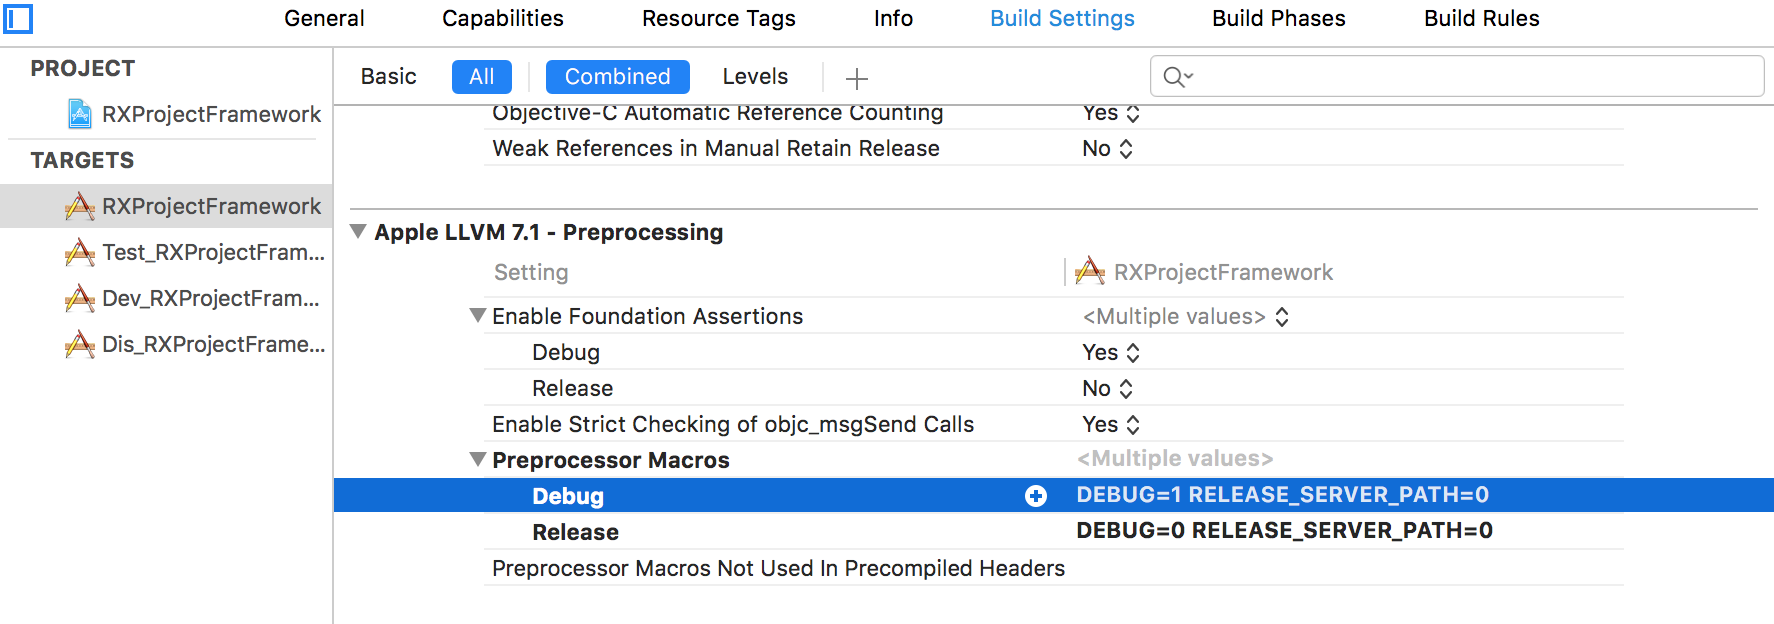 General Capabilities Resource Tags Info Build Settings Build Phases Build Rules
PROJECT
RXProjectFramework
TARGETS
RXProjectFramework
Test_RXProjectFram...
Dev_RXProjectFram...
Dis_RXProjectFrame...
Basic All Combined Levels
Objective-C Automatic Reference Counting Yes
Weak References in Manual Retain Release No
Apple LLVM 7.1 - Preprocessing
Setting RXProjectFramework
Enable Foundation Assertions <Multiple values>
Debug Yes
Release No
Enable Strict Checking of objc_msgSend Calls Yes
Preprocessor Macros <Multiple values>
Debug DEBUG=1 RELEASE_SERVER_PATH=0
Release DEBUG=0 RELEASE_SERVER_PATH=0
Preprocessor Macros Not Used In Precompiled Headers